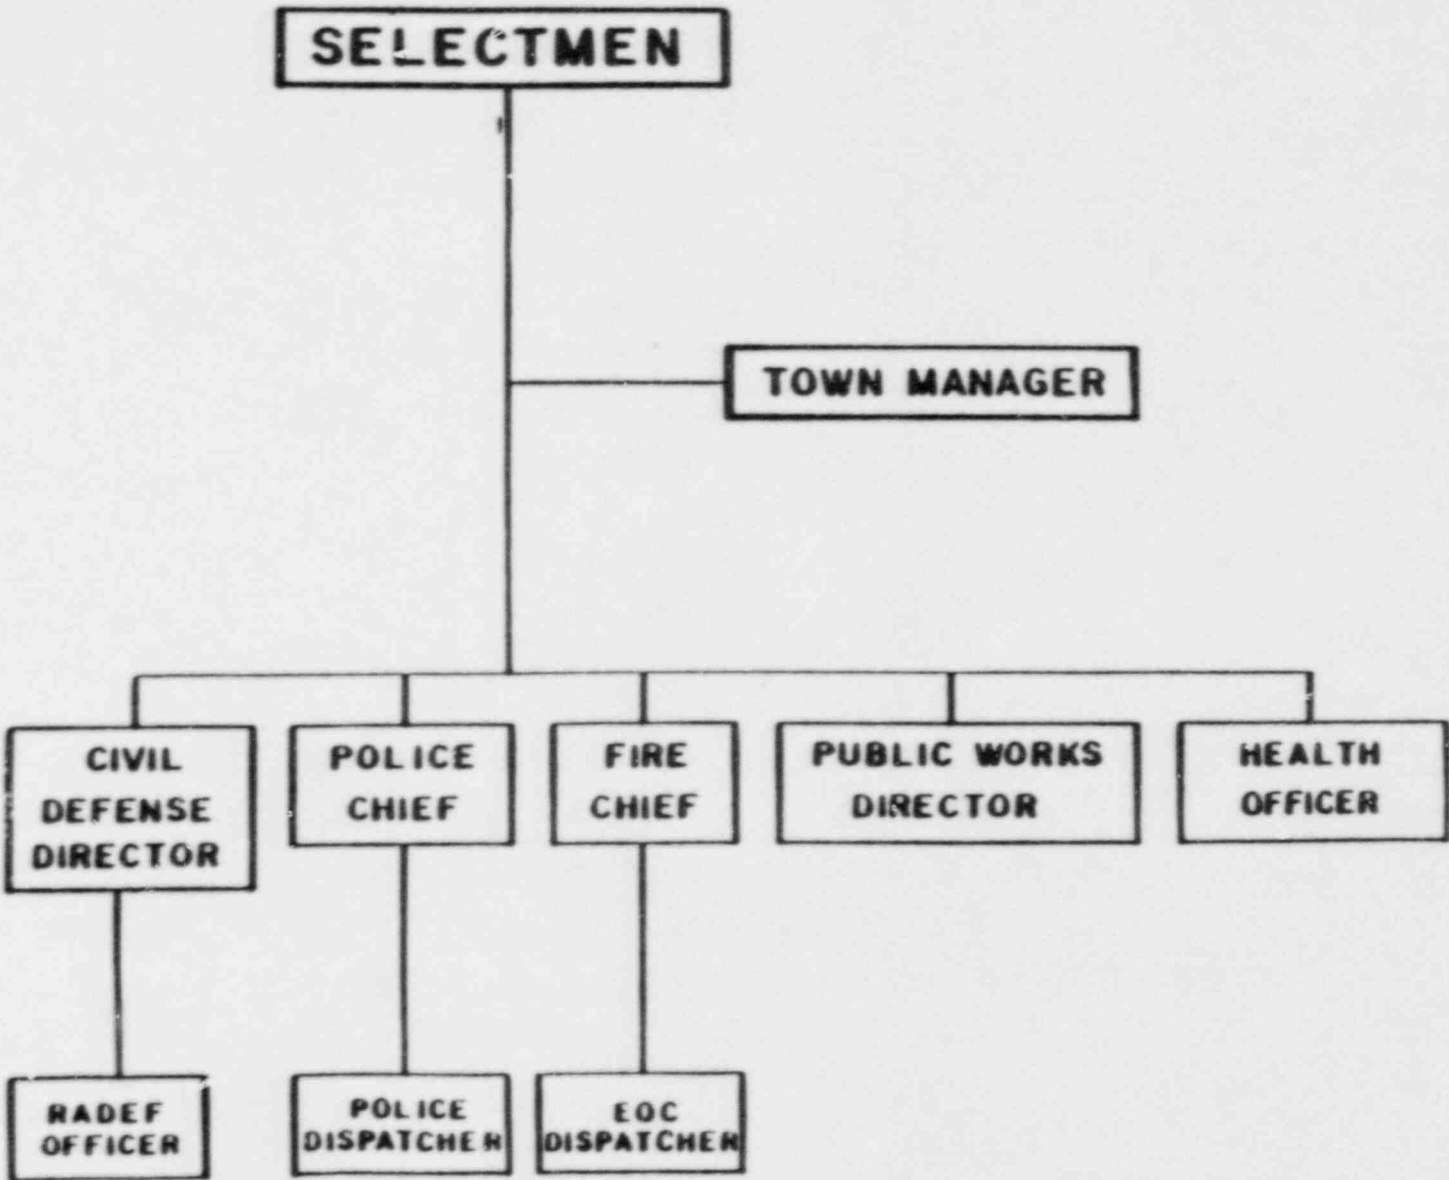 SELECTMEN
TOWN MANAGER
CIVIL
DEFENSE
DIRECTOR
POLICE
CHIEF
FIRE
CHIEF
PUBLIC WORKS
DIRECTOR
HEALTH
OFFICER
RADEF
OFFICER
POLICE
DISPATCHER
EOC
DISPATCHER